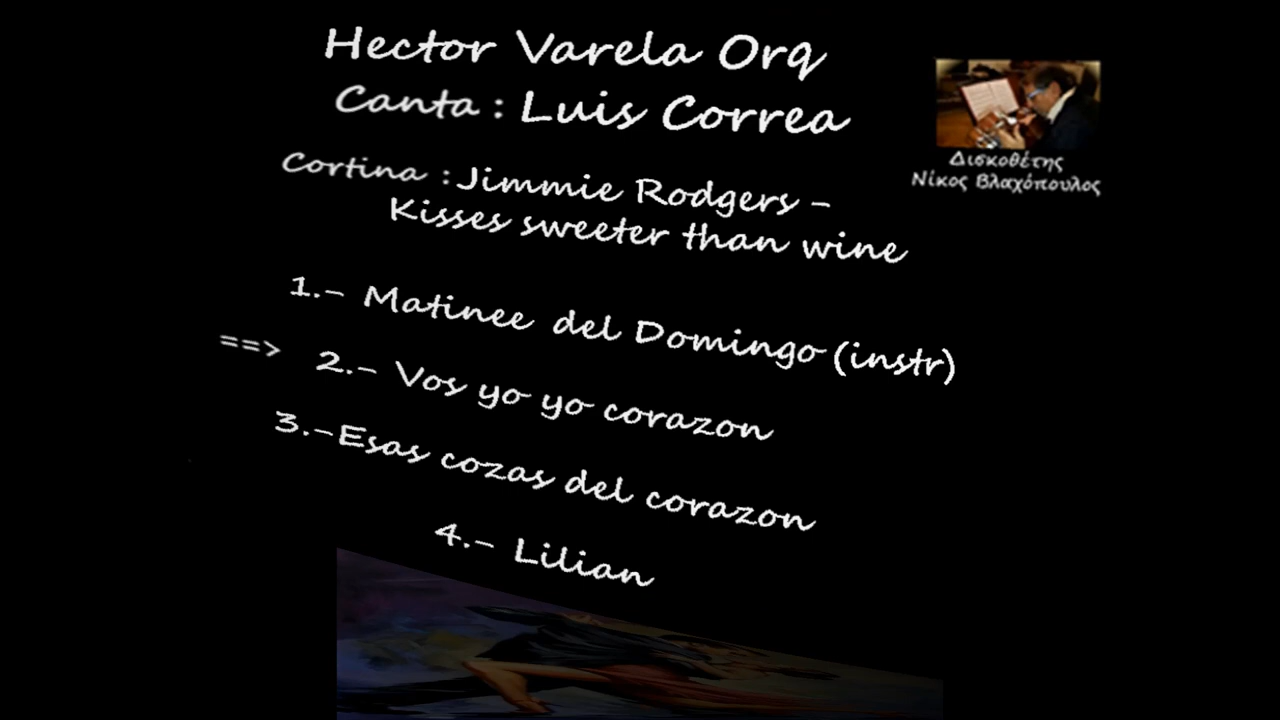 Hector Varela Orq
Canta : Luis Correa
Δισκοθέτης
Νίκος Βλαχόπουλος
Cortina : Jimmie Rodgers -
Kisses sweeter than wine
1.- Matinee del Domingo (instr)
==> 2.- Vos yo yo corazon
3.-Esas cozas del corazon
4.- Lilian